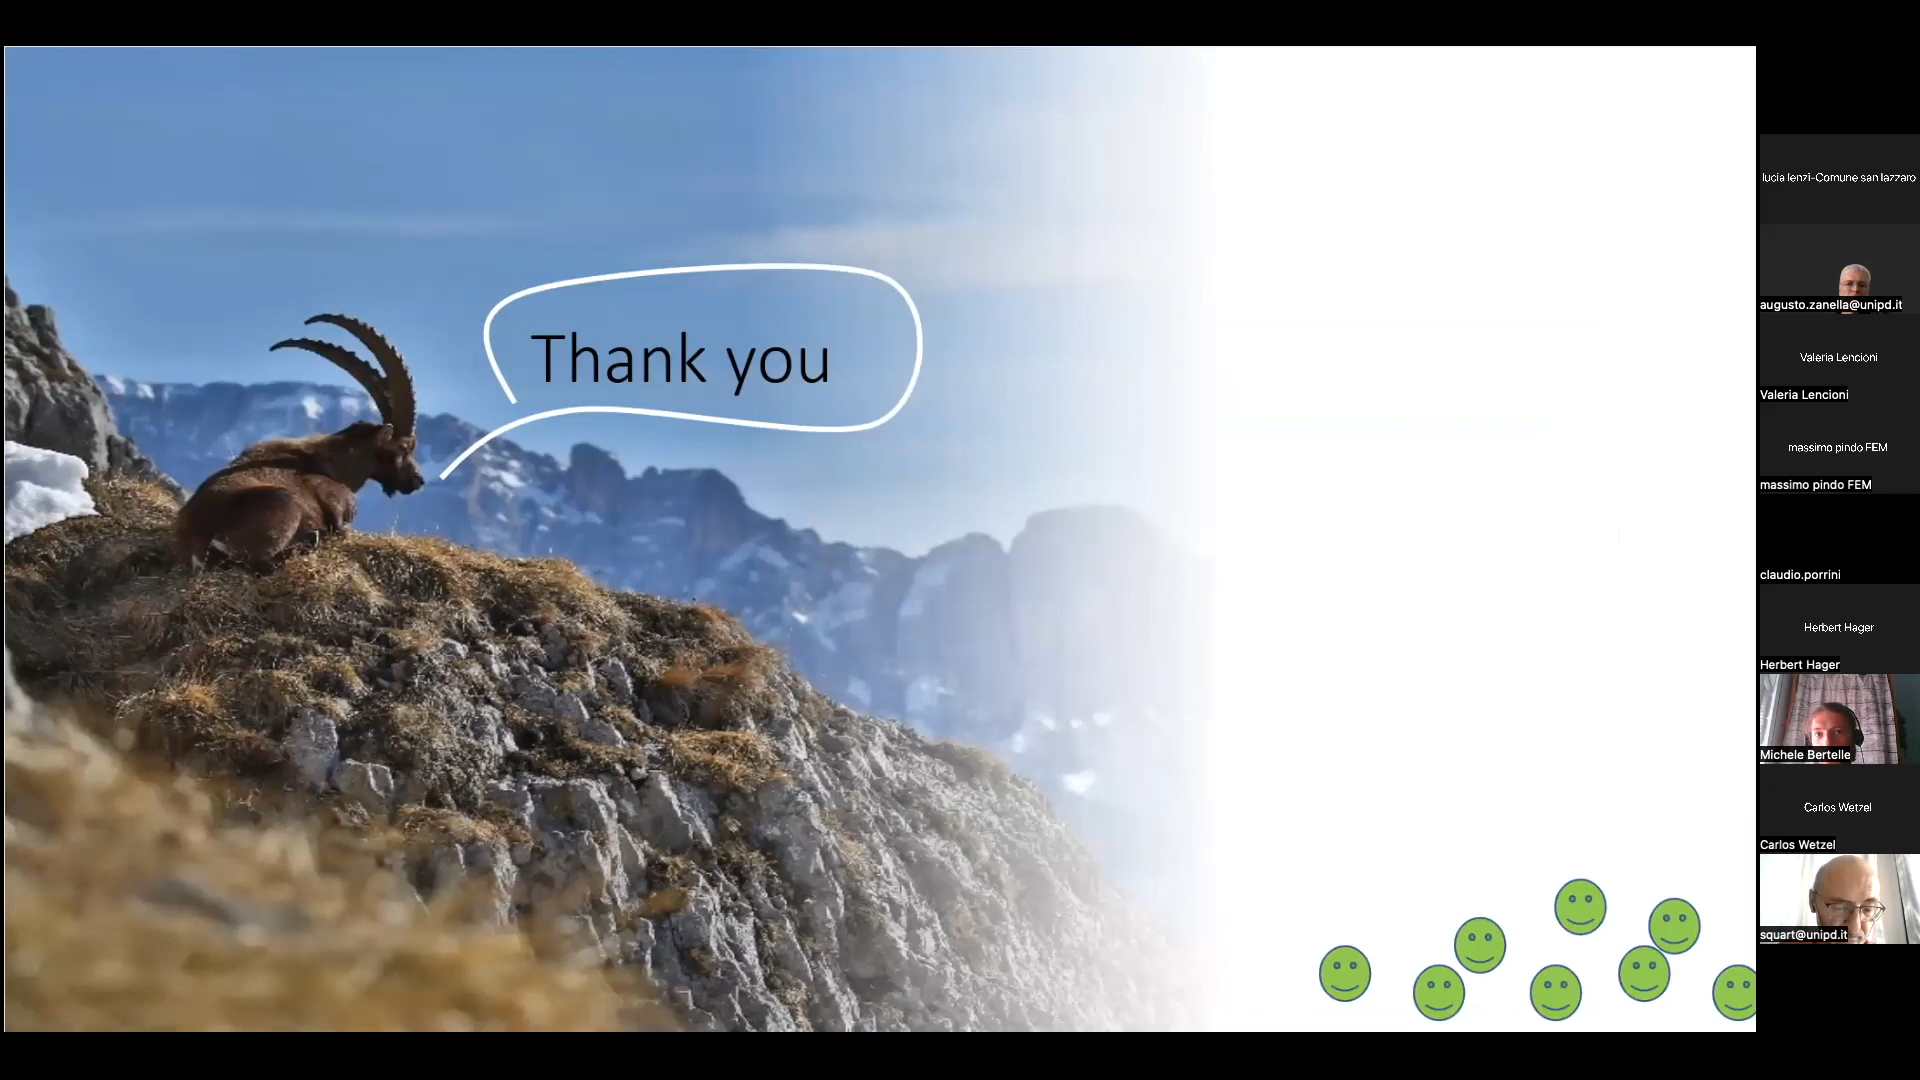 Thank you
lucia lenzi-Comune san lazzaro
augusto.zanella@unipd.it
Valeria Lencioni
Valeria Lencioni
massimo pindo FEM
massimo pindo FEM
claudio.porrini
Herbert Hager
Herbert Hager
Michele Bertelle
Carlos Wetzel
Carlos Wetzel
squart@unipd.it